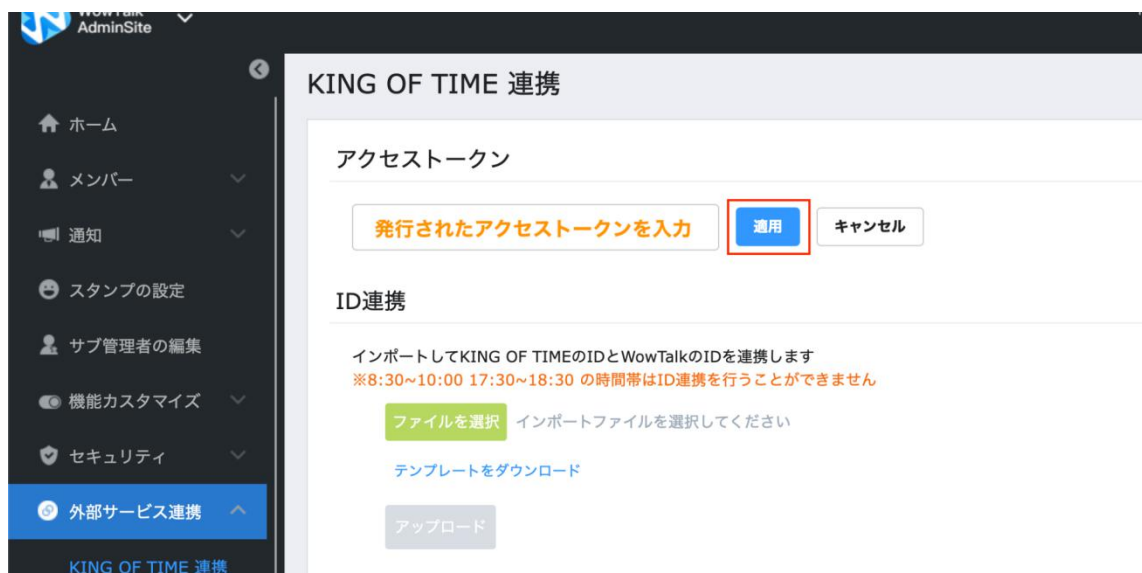 WowTalk
AdminSite
KING OF TIME 連携
ホーム
メンバー
通知
スタンプの設定
サブ管理者の編集
機能カスタマイズ
セキュリティ
外部サービス連携
KING OF TIME 連携
アクセストークン
発行されたアクセストークンを入力
適用
キャンセル
ID連携
インポートしてKING OF TIMEのIDとWowTalkのIDを連携します
※8:30~10:00 17:30~18:30 の時間帯はID連携を行うことができません
ファイルを選択 インポートファイルを選択してください
テンプレートをダウンロード
アップロード